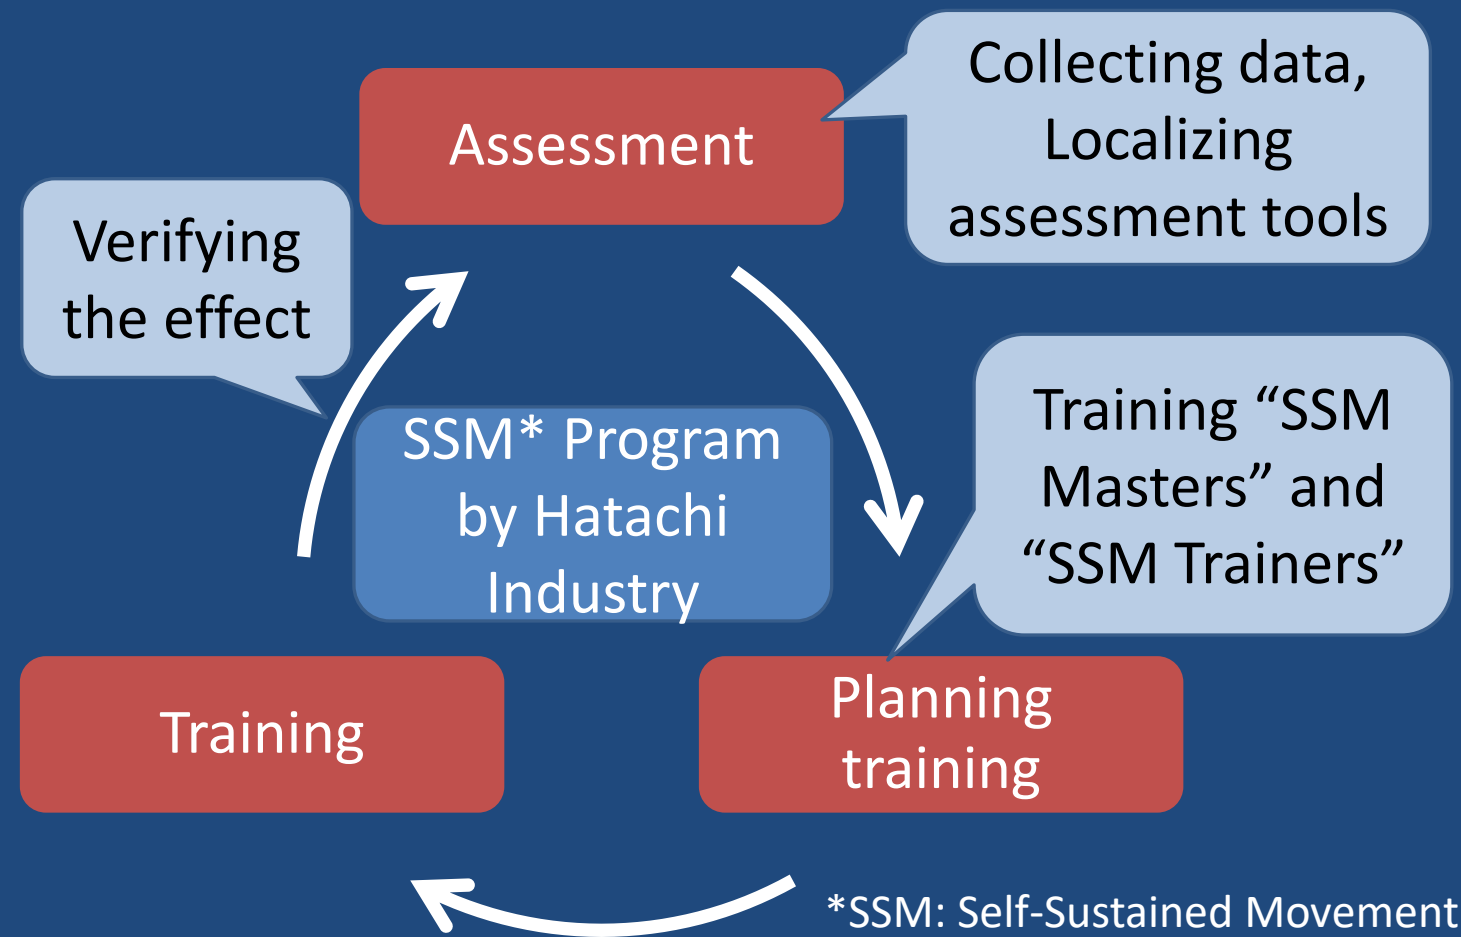 Assessment
Collecting data,
Localizing
assessment tools
Verifying
the effect
SSM* Program
by Hatachi
Industry
Training “SSM
Masters” and
“SSM Trainers”
Training
Planning
training
*SSM: Self-Sustained Movement